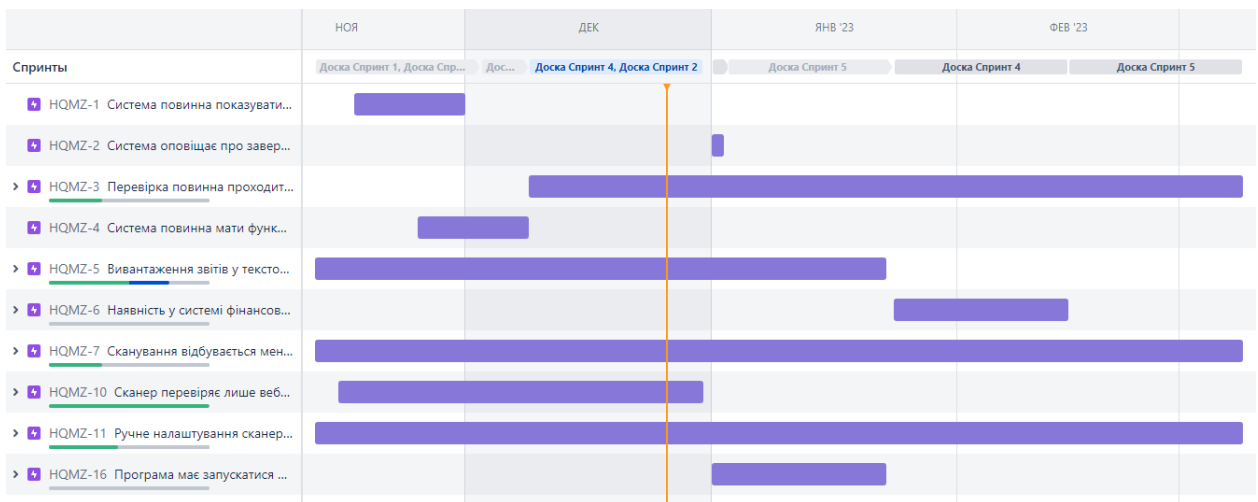 НОЯ ДЕК ЯНВ '23 ФЕВ '23
Спринты Доска Спринт 1, Доска Спр... Дос... Доска Спринт 4, Доска Спринт 2 Доска Спринт 5 Доска Спринт 4 Доска Спринт 5
HQMZ-1 Система повинна показувати...
HQMZ-2 Система оповіщає про завер...
HQMZ-3 Перевірка повинна проходит...
HQMZ-4 Система повинна мати функ...
HQMZ-5 Вивантаження звітів у тексто...
HQMZ-6 Наявність у системі фінансов...
HQMZ-7 Сканування відбувається мен...
HQMZ-10 Сканер перевіряє лише веб...
HQMZ-11 Ручне налаштування сканер...
HQMZ-16 Програма має запускатися ...